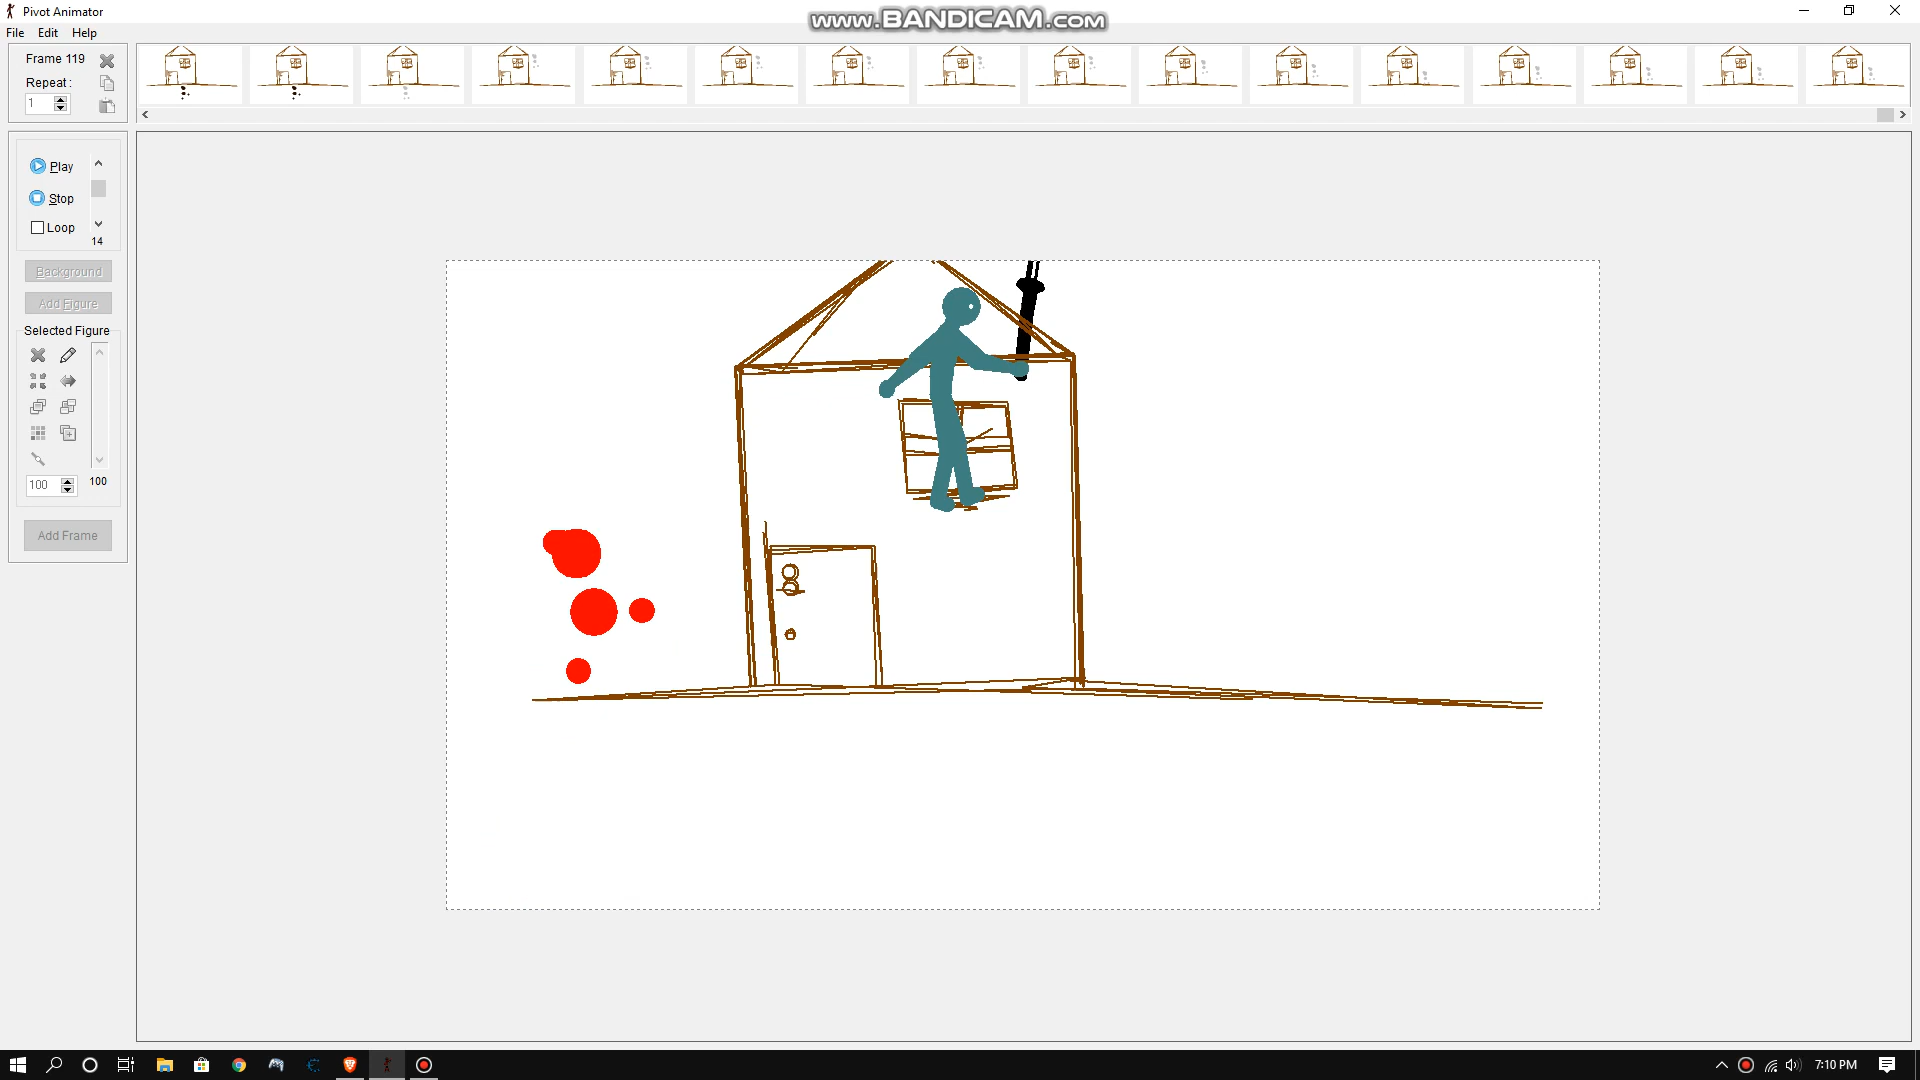 Pivot Animator
www.BANDICAM.com
File Edit Help
Frame 119
Repeat :
1
Play
Stop
Loop
14
Background
Add Figure
Selected Figure
100
100
Add Frame
7:10 PM